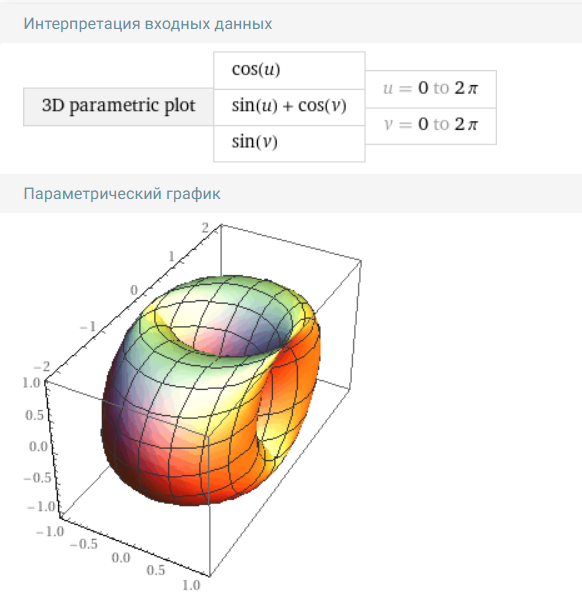 Интерпретация входных данных
cos(u)
3D parametric plot
sin(u) + cos(v)
sin(v)
u = 0 to 2 π
v = 0 to 2 π
Параметрический график
2
1
0
−1
−2
1.0
0.5
0.0
−0.5
−1.0
−1.0
−0.5
0.0
0.5
1.0